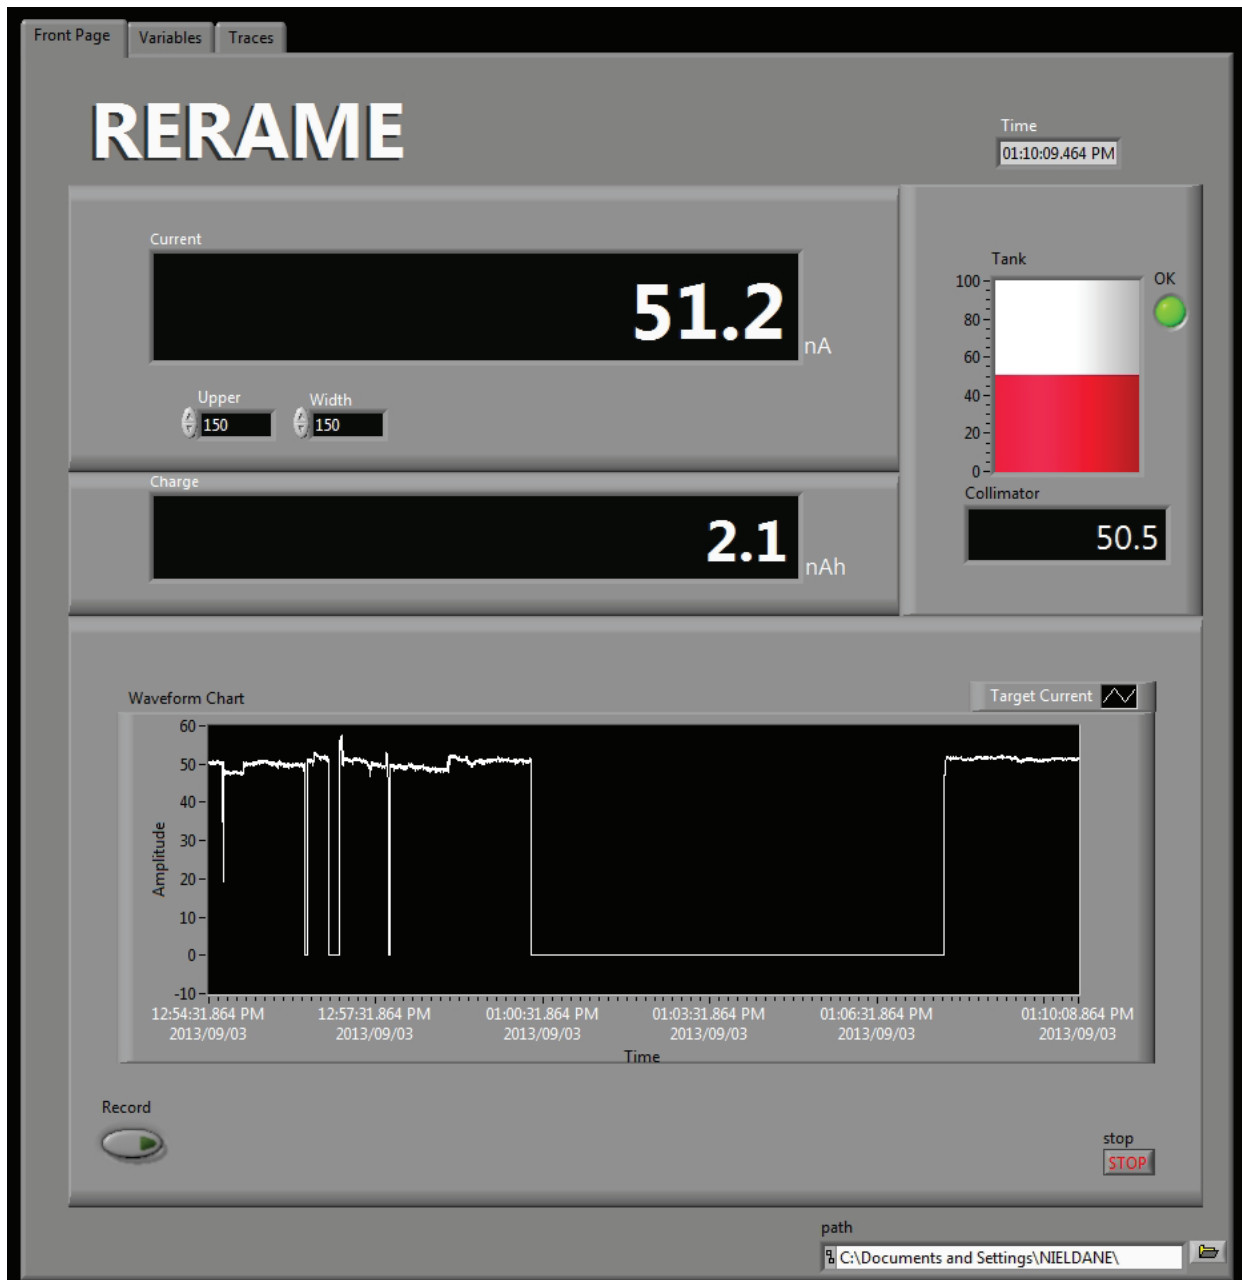 Front Page Variables Traces
RERAME
Time
01:10:09.464 PM
Current
51.2 nA
Upper Width
150 150
Charge
2.1 nAh
Tank
OK
100
80
60
40
20
0
Collimator
50.5
Waveform Chart
Target Current
Amplitude
60
50
40
30
20
10
0
-10
12:54:31.864 PM 12:57:31.864 PM 01:00:31.864 PM 01:03:31.864 PM 01:06:31.864 PM 01:10:08.864 PM
2013/09/03 2013/09/03 2013/09/03 2013/09/03 2013/09/03 2013/09/03
Time
Record
stop
STOP
path
C:\Documents and Settings\NIELDANE\